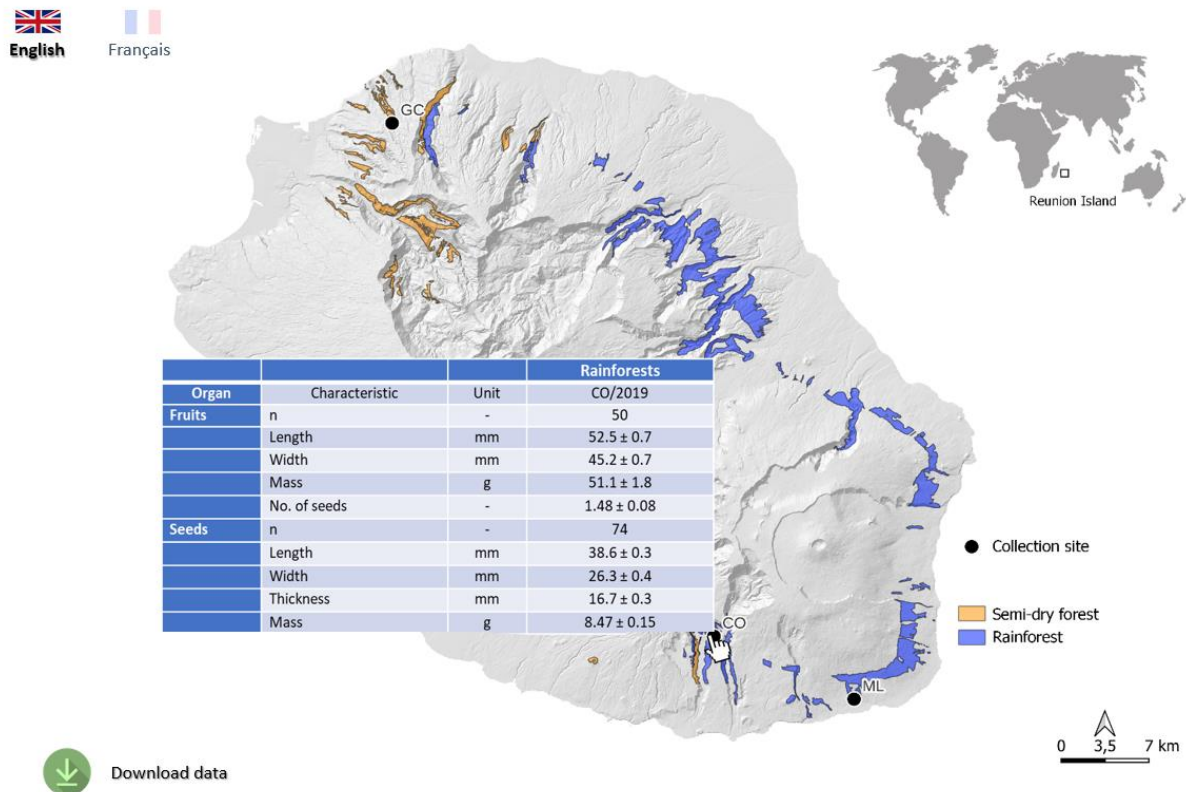 English
Français
GC
Reunion Island
Rainforests
Organ Characteristic Unit CO/2019
Fruits n - 50
Length mm 52.5 ± 0.7
Width mm 45.2 ± 0.7
Mass g 51.1 ± 1.8
No. of seeds - 1.48 ± 0.08
Seeds n - 74
Length mm 38.6 ± 0.3
Width mm 26.3 ± 0.4
Thickness mm 16.7 ± 0.3
Mass g 8.47 ± 0.15
Collection site
Semi-dry forest
Rainforest
CO
ML
0 3,5 7 km
Download data